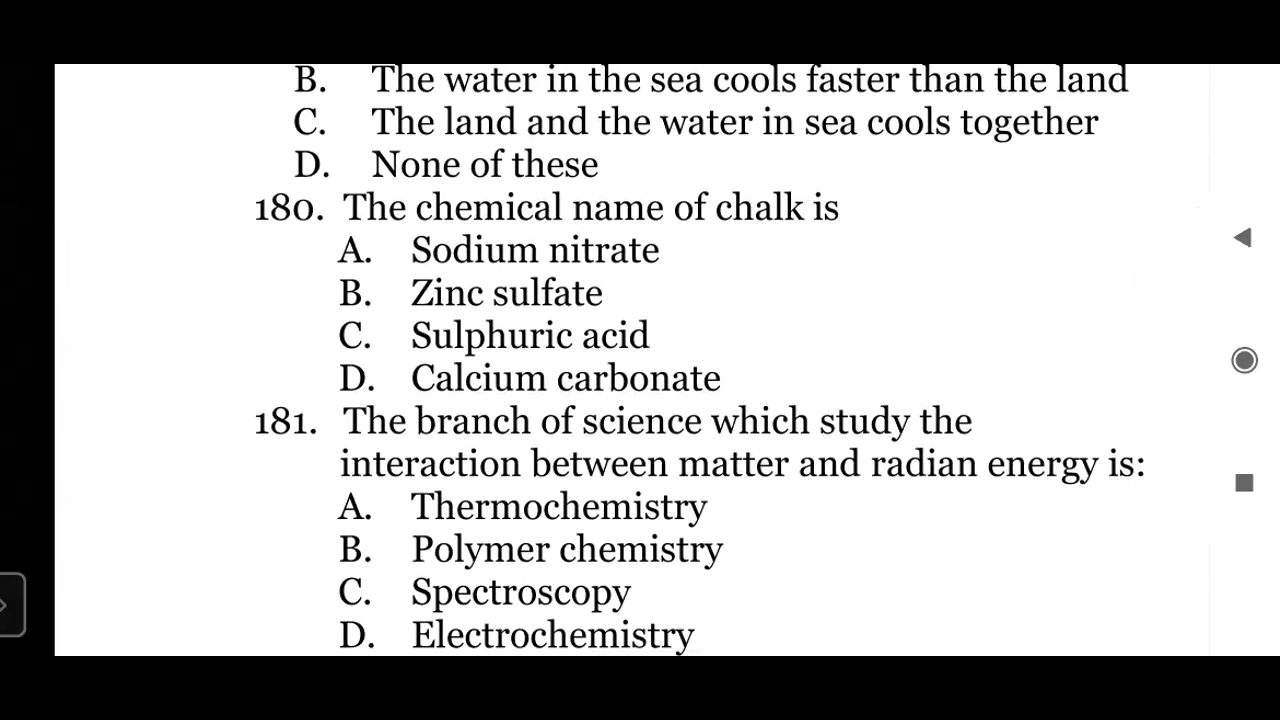 B. The water in the sea cools faster than the land
C. The land and the water in sea cools together
D. None of these
180. The chemical name of chalk is
A. Sodium nitrate
B. Zinc sulfate
C. Sulphuric acid
D. Calcium carbonate
181. The branch of science which study the
interaction between matter and radian energy is:
A. Thermochemistry
B. Polymer chemistry
C. Spectroscopy
D. Electrochemistry